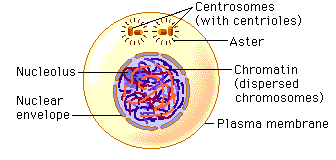 Centrosomes
(with centrioles)
Aster
Nucleolus
Chromatin
(dispersed
chromosomes)
Nuclear
envelope
Plasma membrane